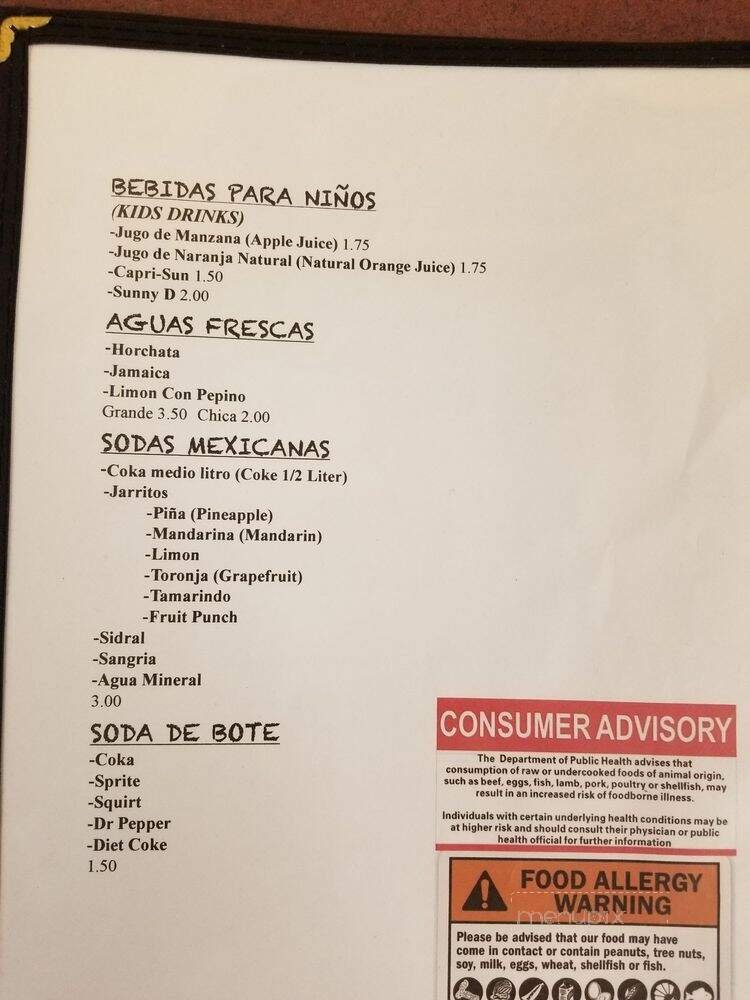 BEBIDAS PARA NIÑOS
(KIDS DRINKS)
-Jugo de Manzana (Apple Juice) 1.75
-Jugo de Naranja Natural (Natural Orange Juice) 1.75
-Capri-Sun 1.50
-Sunny D 2.00
AGUAS FRESCAS
-Horchata
-Jamaica
-Limon Con Pepino
Grande 3.50 Chica 2.00
SODAS MEXICANAS
-Coka medio litro (Coke 1/2 Liter)
-Jarritos
-Piña (Pineapple)
-Mandarina (Mandarin)
-Limon
-Toronja (Grapefruit)
-Tamarindo
-Fruit Punch
-Sidral
-Sangria
-Agua Mineral
3.00
SODA DE BOTE
-Coka
-Sprite
-Squirt
-Dr Pepper
-Diet Coke
1.50
CONSUMER ADVISORY
The Department of Public Health advises that
consumption of raw or undercooked foods of animal origin,
such as beef, eggs, fish, lamb, pork, poultry or shellfish, may
result in an increased risk of foodborne illness.
Individuals with certain underlying health conditions may be
at higher risk and should consult their physician or public
health official for further information
FOOD ALLERGY
WARNING
menupix
Please be advised that our food may have
come in contact or contain peanuts, tree nuts,
soy, milk, eggs, wheat, shellfish or fish.